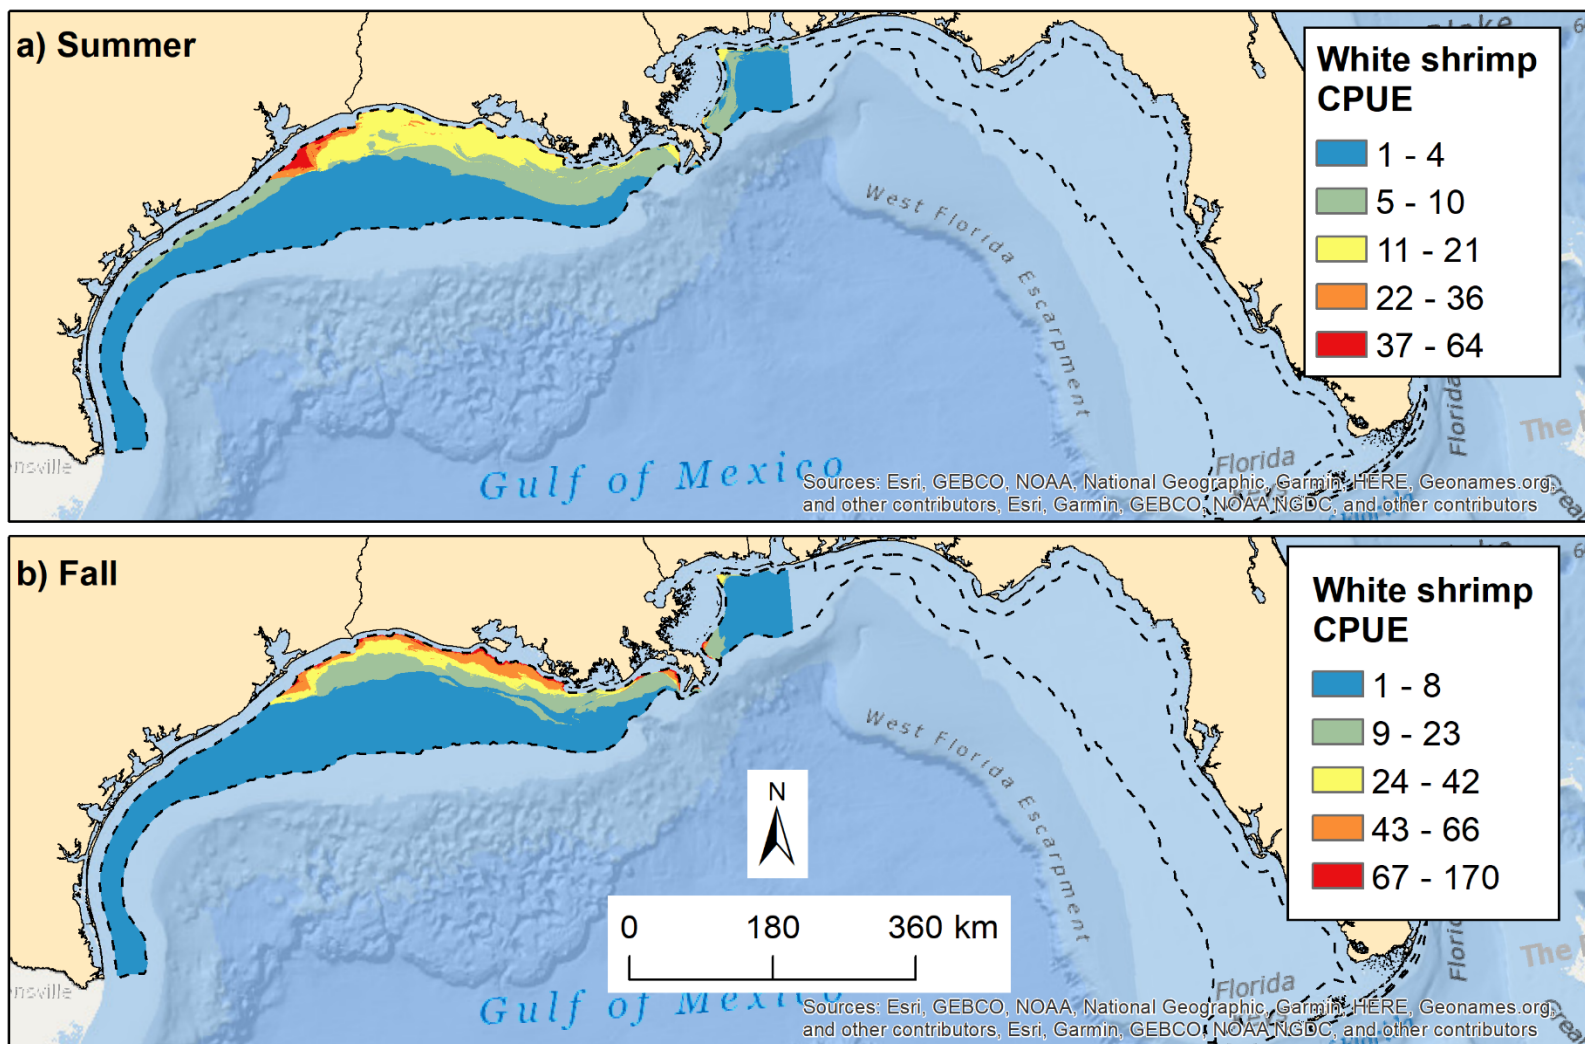 a) Summer
White shrimp
CPUE
1 - 4
5 - 10
11 - 21
22 - 36
37 - 64
West Florida Escarpment
Gulf of Mexico
Florida
Florida
Sources: Esri, GEBCO, NOAA, National Geographic, Garmin, HERE, Geonames.org,
and other contributors, Esri, Garmin, GEBCO, NOAA NGDC, and other contributors
b) Fall
White shrimp
CPUE
1 - 8
9 - 23
24 - 42
43 - 66
67 - 170
West Florida Escarpment
N
0 180 360 km
Gulf of Mexico
Florida
Sources: Esri, GEBCO, NOAA, National Geographic, Garmin, HERE, Geonames.org,
and other contributors, Esri, Garmin, GEBCO, NOAA NGDC, and other contributors